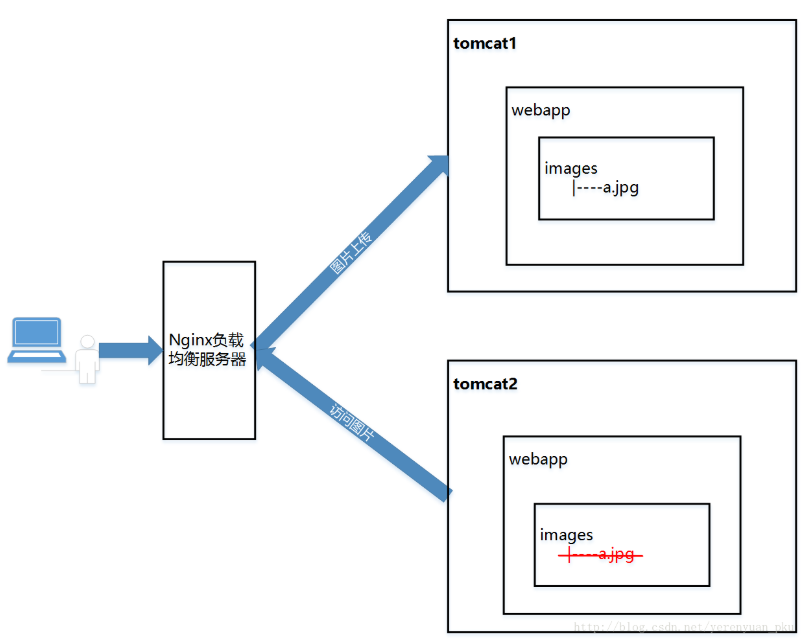 tomcat1
webapp
images
|----a.jpg
图片上传
Nginx负载
均衡服务器
访问图片
tomcat2
webapp
images
|----a.jpg
http://blog.csdn.net/yerenyuan_pku